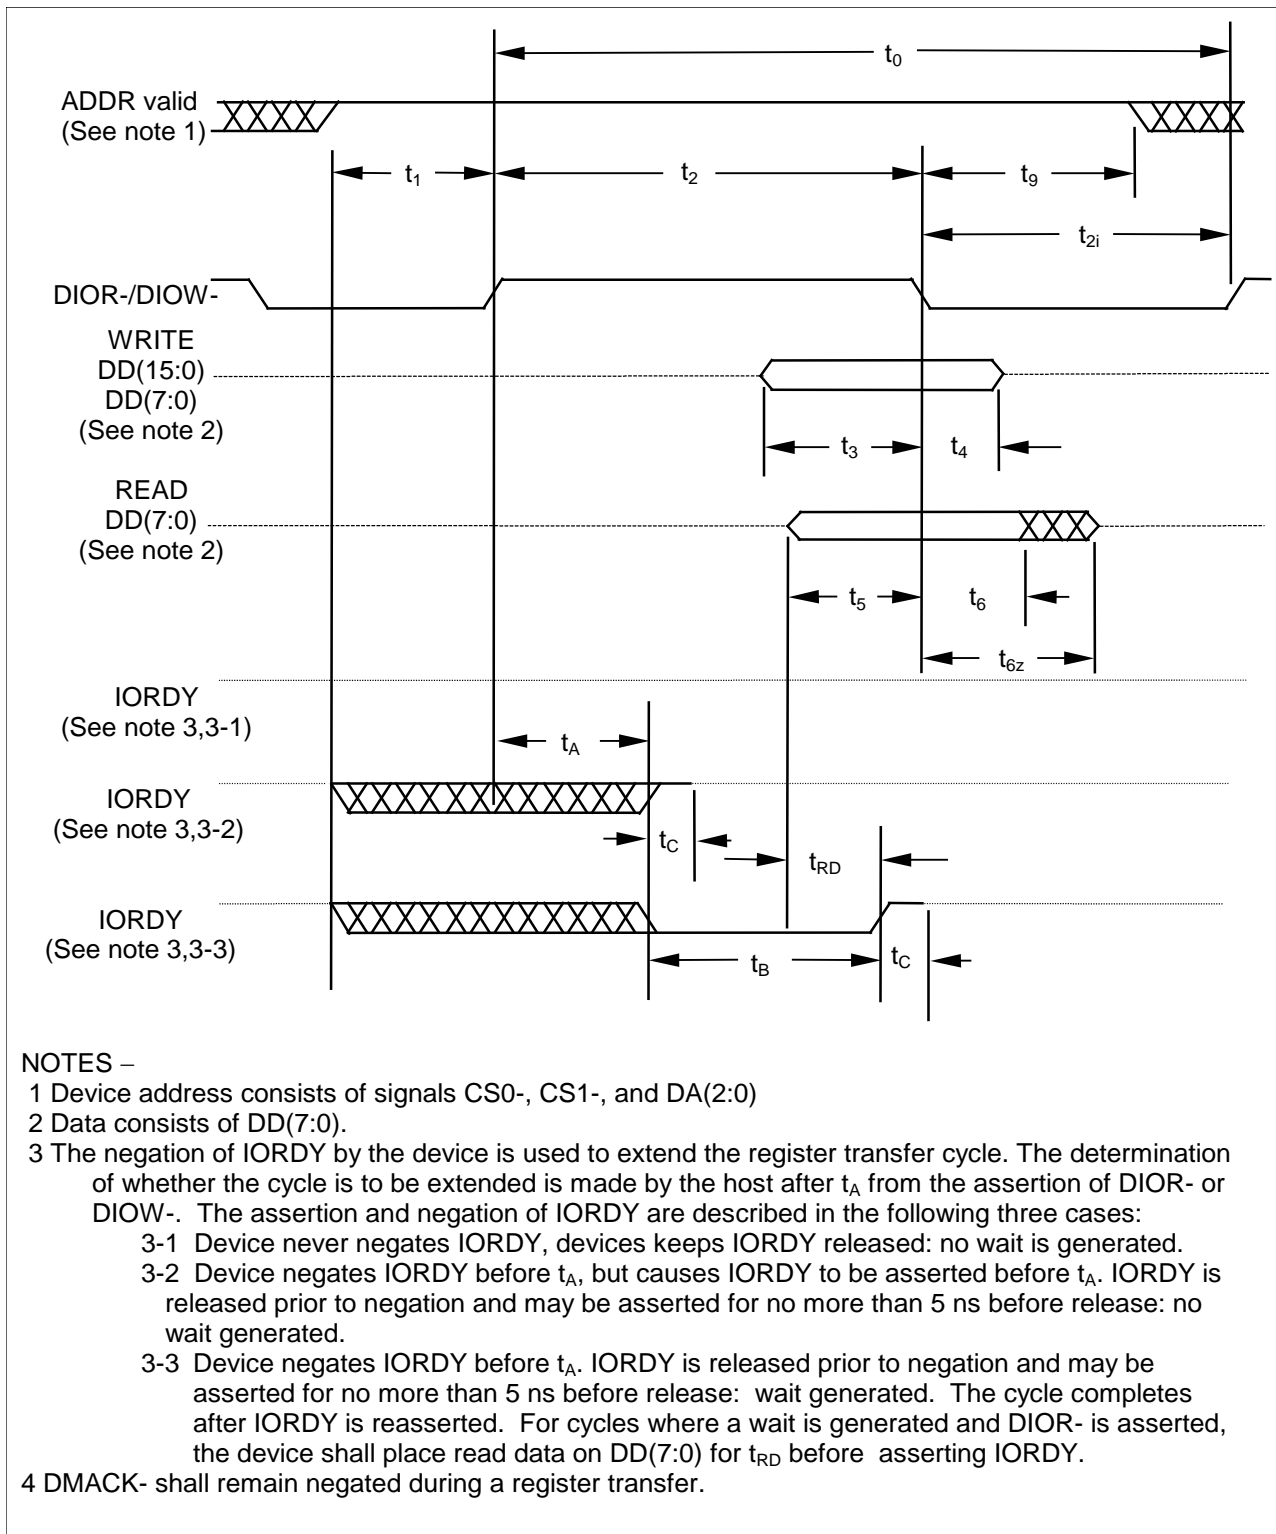 t0
ADDR valid
(See note 1)
t1
t2
t9
t2i
DIOR-/DIOW-
WRITE
DD(15:0)
DD(7:0)
(See note 2)
t3
t4
READ
DD(7:0)
(See note 2)
t5
t6
t6z
IORDY
(See note 3,3-1)
tA
IORDY
(See note 3,3-2)
tC
tRD
IORDY
(See note 3,3-3)
tB
tC
NOTES –
1 Device address consists of signals CS0-, CS1-, and DA(2:0)
2 Data consists of DD(7:0).
3 The negation of IORDY by the device is used to extend the register transfer cycle. The determination
of whether the cycle is to be extended is made by the host after tA from the assertion of DIOR- or
DIOW-. The assertion and negation of IORDY are described in the following three cases:
3-1 Device never negates IORDY, devices keeps IORDY released: no wait is generated.
3-2 Device negates IORDY before tA, but causes IORDY to be asserted before tA. IORDY is
released prior to negation and may be asserted for no more than 5 ns before release: no
wait generated.
3-3 Device negates IORDY before tA. IORDY is released prior to negation and may be
asserted for no more than 5 ns before release: wait generated. The cycle completes
after IORDY is reasserted. For cycles where a wait is generated and DIOR- is asserted,
the device shall place read data on DD(7:0) for tRD before asserting IORDY.
4 DMACK- shall remain negated during a register transfer.